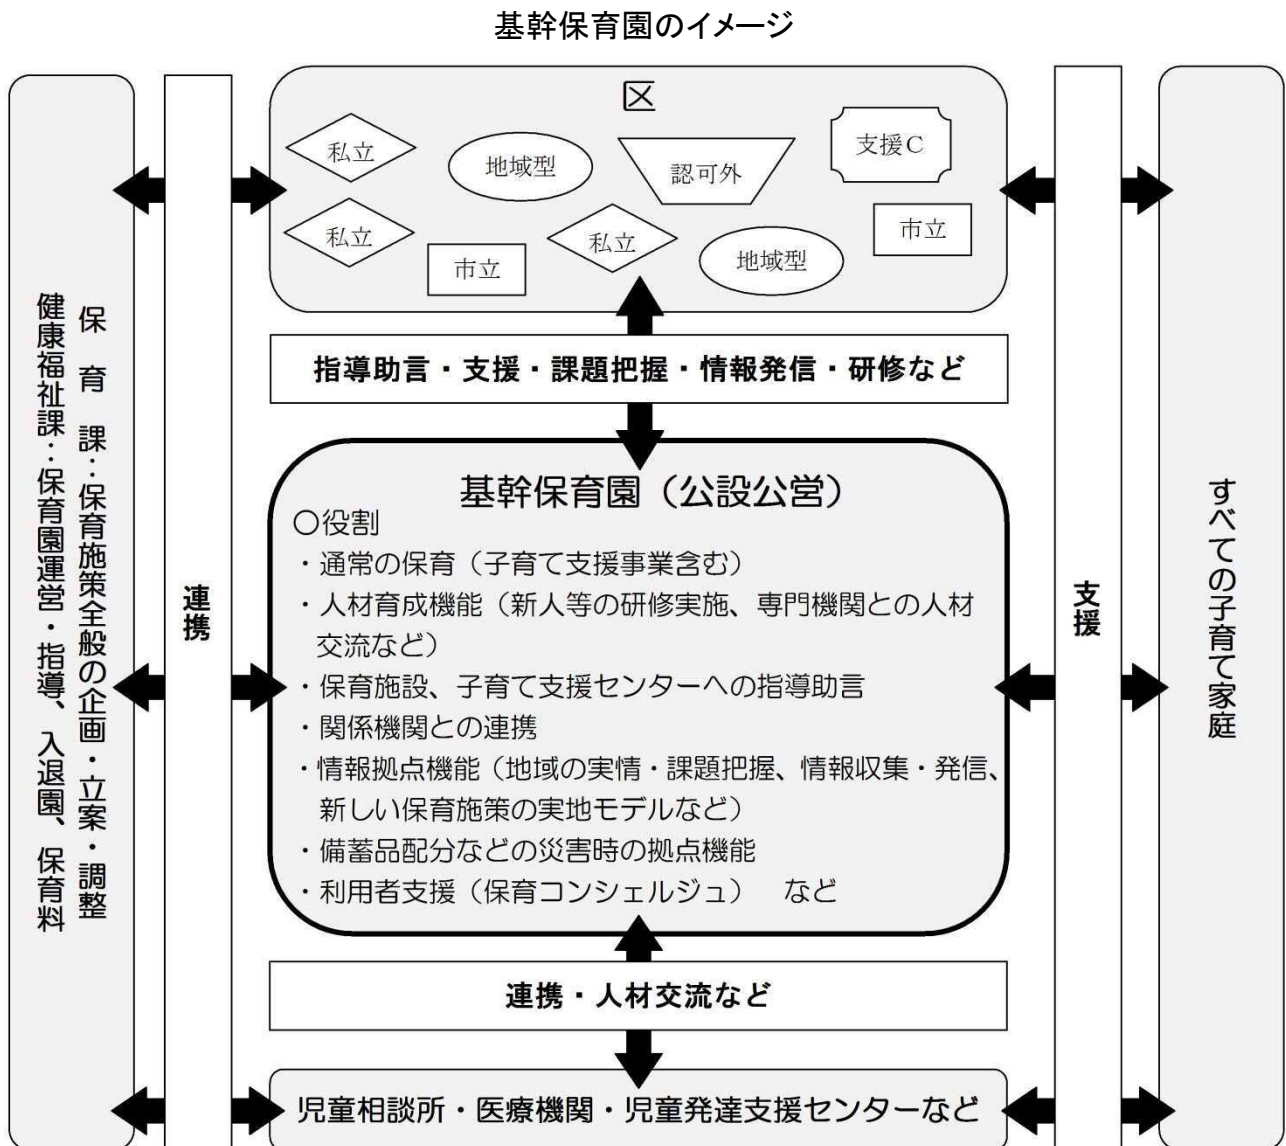 基幹保育園のイメージ
区
私立
地域型
認可外
支援C
私立
市立
私立
地域型
市立
指導助言・支援・課題把握・情報発信・研修など
基幹保育園（公設公営）
○役割
・通常の保育（子育て支援事業含む）
・人材育成機能（新人等の研修実施、専門機関との人材
交流など）
・保育施設、子育て支援センターへの指導助言
・関係機関との連携
・情報拠点機能（地域の実情・課題把握、情報収集・発信、
新しい保育施策の実地モデルなど）
・備蓄品配分などの災害時の拠点機能
・利用者支援（保育コンシェルジュ）　など
連携・人材交流など
児童相談所・医療機関・児童発達支援センターなど
保　育　課：保育施策全般の企画・立案・調整
健康福祉課：保育園運営・指導、入退園、保育料
連携
支援
すべての子育て家庭